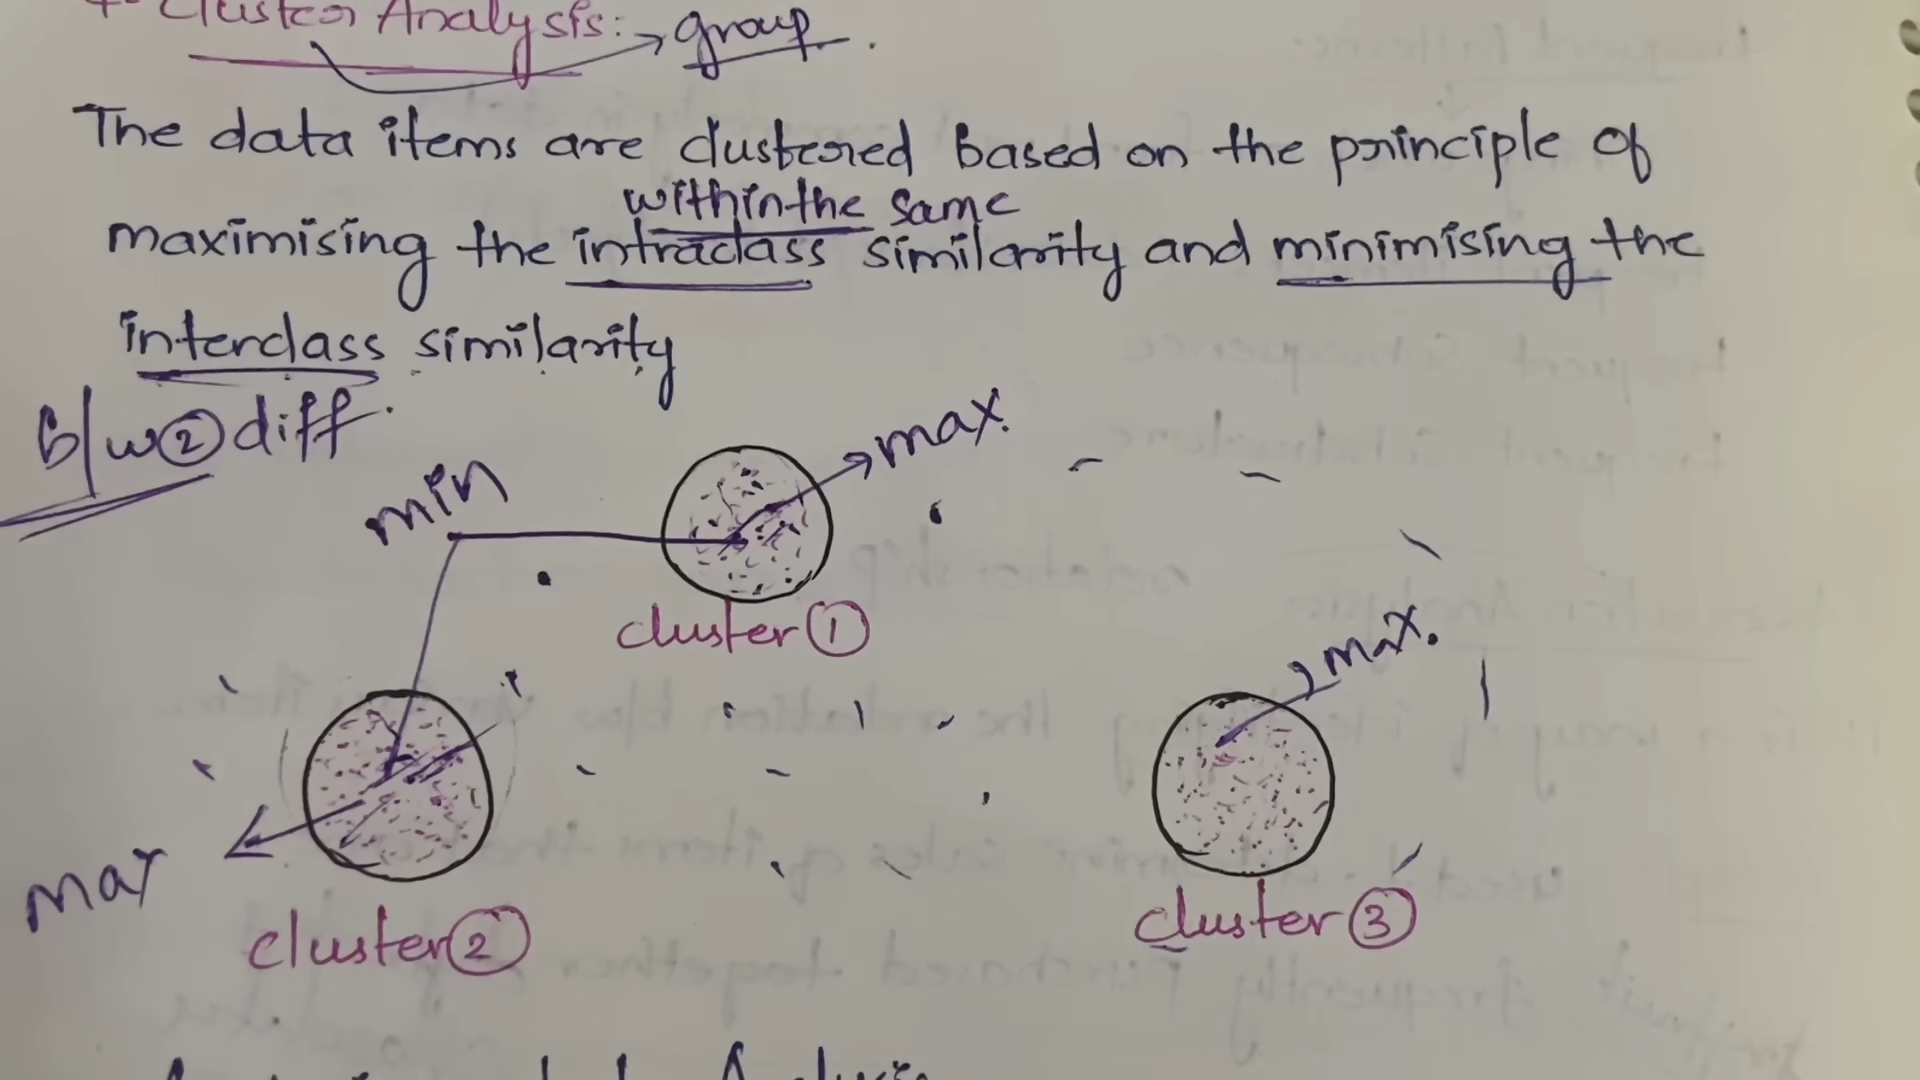 Cluster Analysis:- → group.
The data items are clustered based on the principle of
within the same
maximising the intraclass similarity and minimising the
interclass similarity
b/w ② diff.
max.
min
cluster ①
max.
max
cluster ②
cluster ③
Analysis